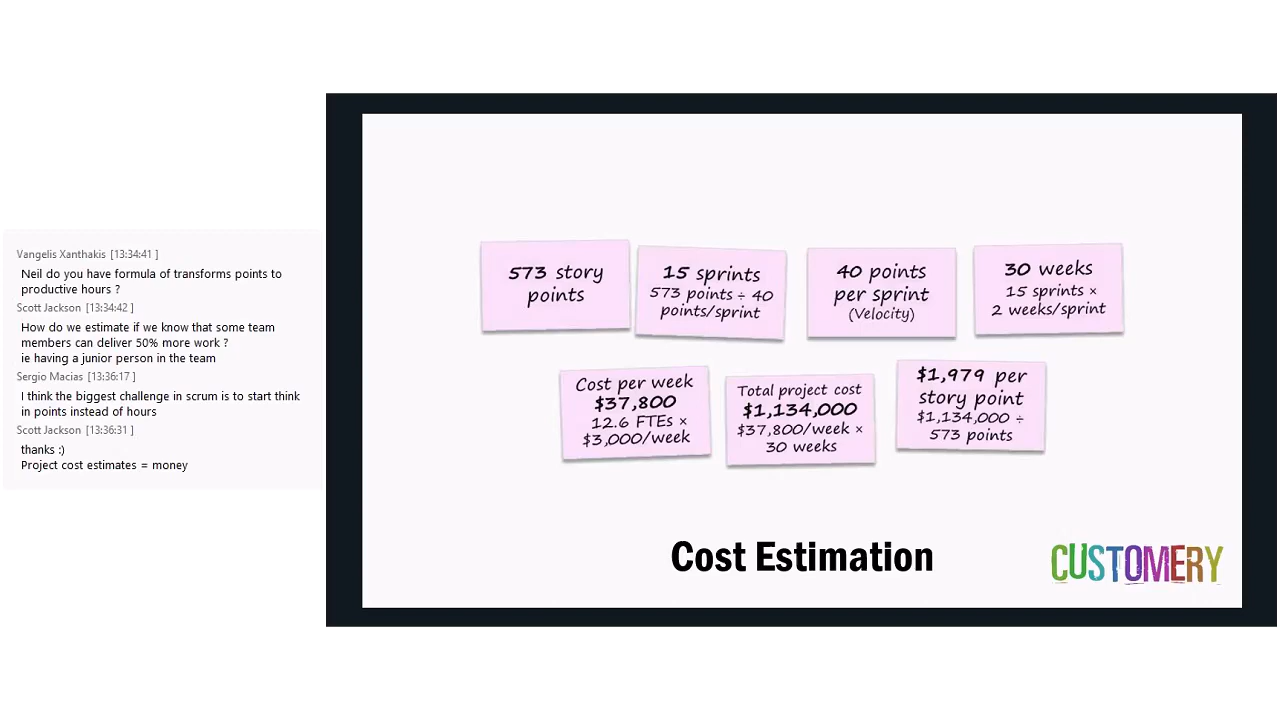 Vangelis Xanthakis [13:34:41 ]
Neil do you have formula of transforms points to
productive hours ?
Scott Jackson [13:34:42 ]
How do we estimate if we know that some team
members can deliver 50% more work ?
ie having a junior person in the team
Sergio Macias [13:36:17 ]
I think the biggest challenge in scrum is to start think
in points instead of hours
Scott Jackson [13:36:31 ]
thanks :)
Project cost estimates = money
573 story
points
15 sprints
573 points ÷ 40
points/sprint
40 points
per sprint
(Velocity)
30 weeks
15 sprints ×
2 weeks/sprint
Cost per week
$37,800
12.6 FTEs ×
$3,000/week
Total project cost
$1,134,000
$37,800/week ×
30 weeks
$1,979 per
story point
$1,134,000 ÷
573 points
Cost Estimation
CUSTOMERY